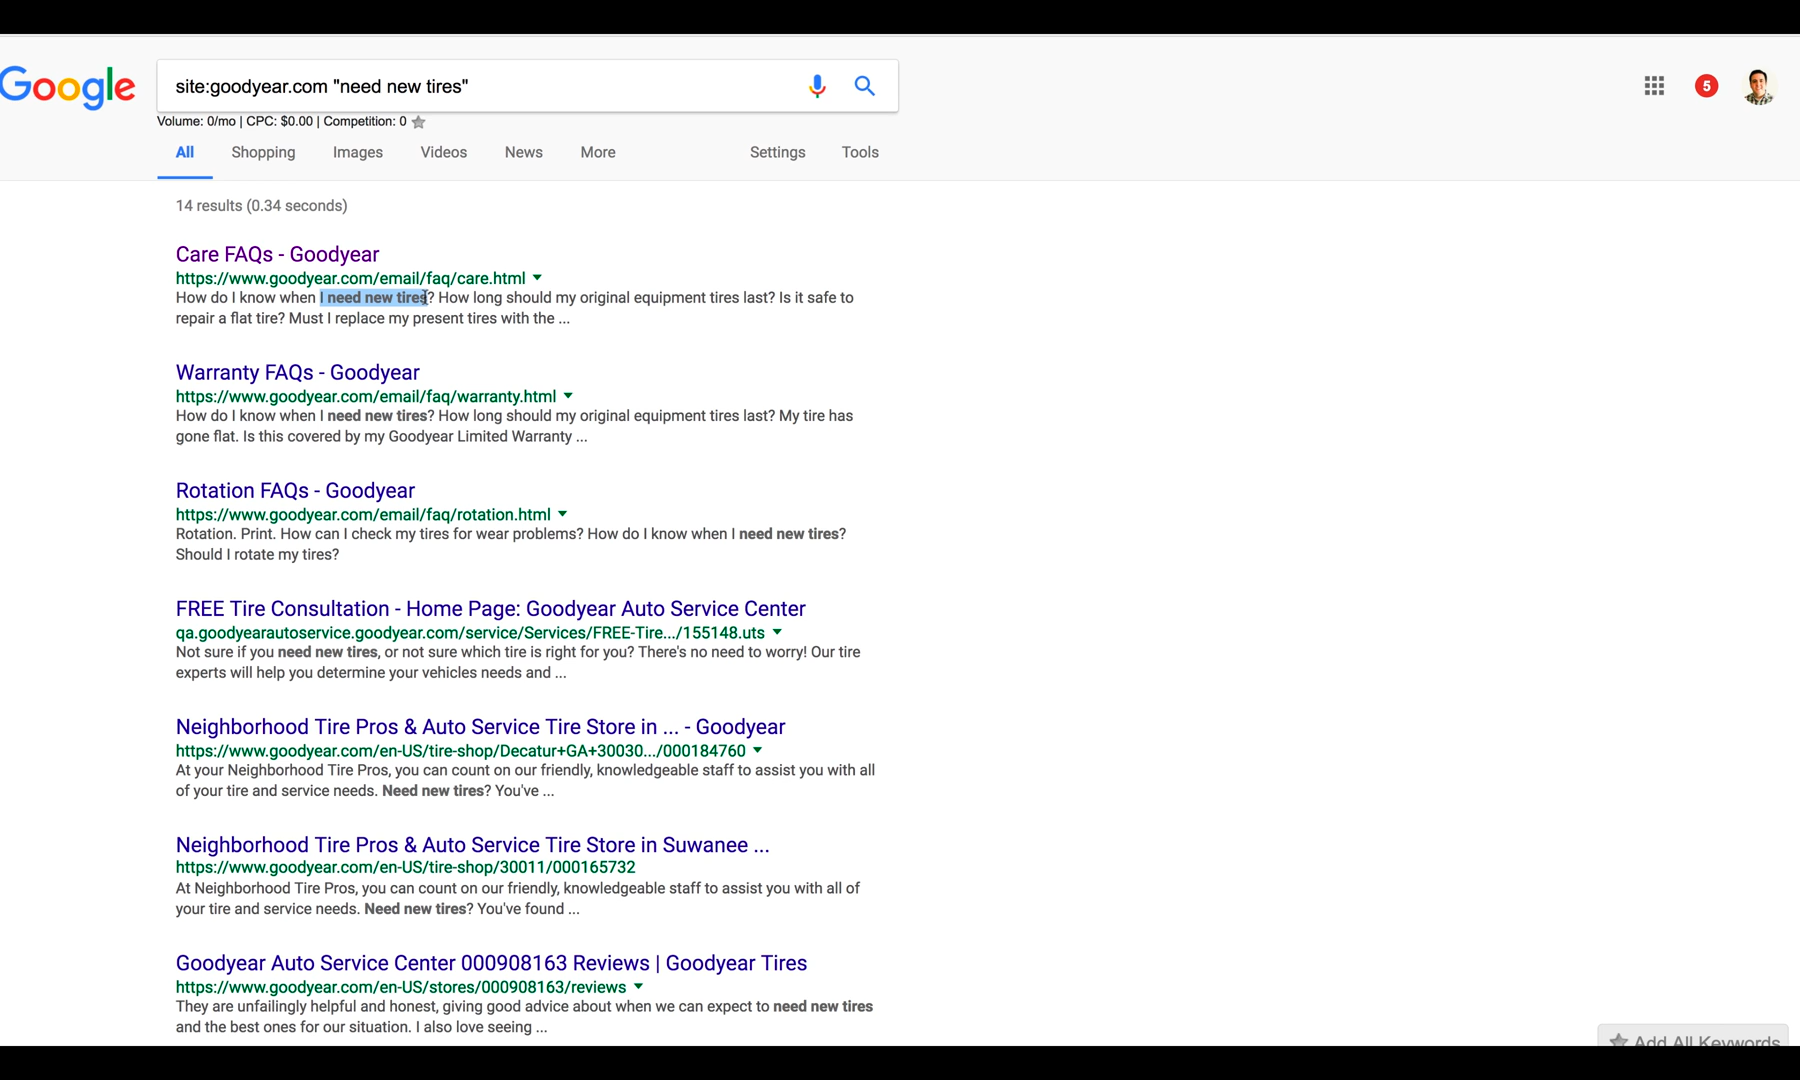 Google
site:goodyear.com "need new tires"
5
Volume: 0/mo | CPC: $0.00 | Competition: 0
All Shopping Images Videos News More Settings Tools
14 results (0.34 seconds)
Care FAQs - Goodyear
https://www.goodyear.com/email/faq/care.html
How do I know when I need new tires? How long should my original equipment tires last? Is it safe to
repair a flat tire? Must I replace my present tires with the ...
Warranty FAQs - Goodyear
https://www.goodyear.com/email/faq/warranty.html
How do I know when I need new tires? How long should my original equipment tires last? My tire has
gone flat. Is this covered by my Goodyear Limited Warranty ...
Rotation FAQs - Goodyear
https://www.goodyear.com/email/faq/rotation.html
Rotation. Print. How can I check my tires for wear problems? How do I know when I need new tires?
Should I rotate my tires?
FREE Tire Consultation - Home Page: Goodyear Auto Service Center
qa.goodyearautoservice.goodyear.com/service/Services/FREE-Tire.../155148.uts
Not sure if you need new tires, or not sure which tire is right for you? There's no need to worry! Our tire
experts will help you determine your vehicles needs and ...
Neighborhood Tire Pros & Auto Service Tire Store in ... - Goodyear
https://www.goodyear.com/en-US/tire-shop/Decatur+GA+30030.../000184760
At your Neighborhood Tire Pros, you can count on our friendly, knowledgeable staff to assist you with all
of your tire and service needs. Need new tires? You've ...
Neighborhood Tire Pros & Auto Service Tire Store in Suwanee ...
https://www.goodyear.com/en-US/tire-shop/30011/000165732
At Neighborhood Tire Pros, you can count on our friendly, knowledgeable staff to assist you with all of
your tire and service needs. Need new tires? You've found ...
Goodyear Auto Service Center 000908163 Reviews | Goodyear Tires
https://www.goodyear.com/en-US/stores/000908163/reviews
They are unfailingly helpful and honest, giving good advice about when we can expect to need new tires
and the best ones for our situation. I also love seeing ...
Add All Keywords